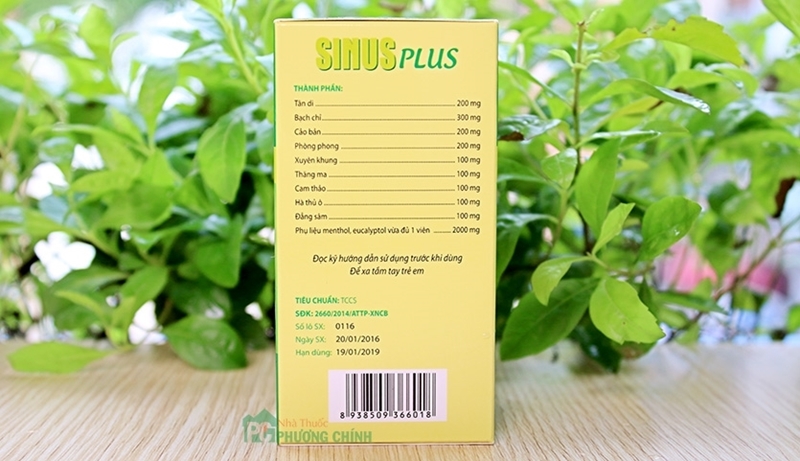 SINUS PLUS
THÀNH PHẦN:
Tân di ........ 200 mg
Bạch chỉ ........ 300 mg
Cảo bản ........ 200 mg
Phòng phong ........ 200 mg
Xuyên khung ........ 100 mg
Thăng ma ........ 100 mg
Cam thảo ........ 100 mg
Hà thủ ô ........ 100 mg
Đẳng sâm ........ 100 mg
Phụ liệu menthol, eucalyptol vừa đủ 1 viên ........ 2000 mg
Đọc kỹ hướng dẫn sử dụng trước khi dùng
Để xa tầm tay trẻ em
TIÊU CHUẨN: TCCS
SĐK: 2660/2014/ATTP-XNCB
Số lô SX: 0116
Ngày SX: 20/01/2016
Hạn dùng: 19/01/2019
8 938509 366018
Nhà Thuốc
PHƯƠNG CHÍNH